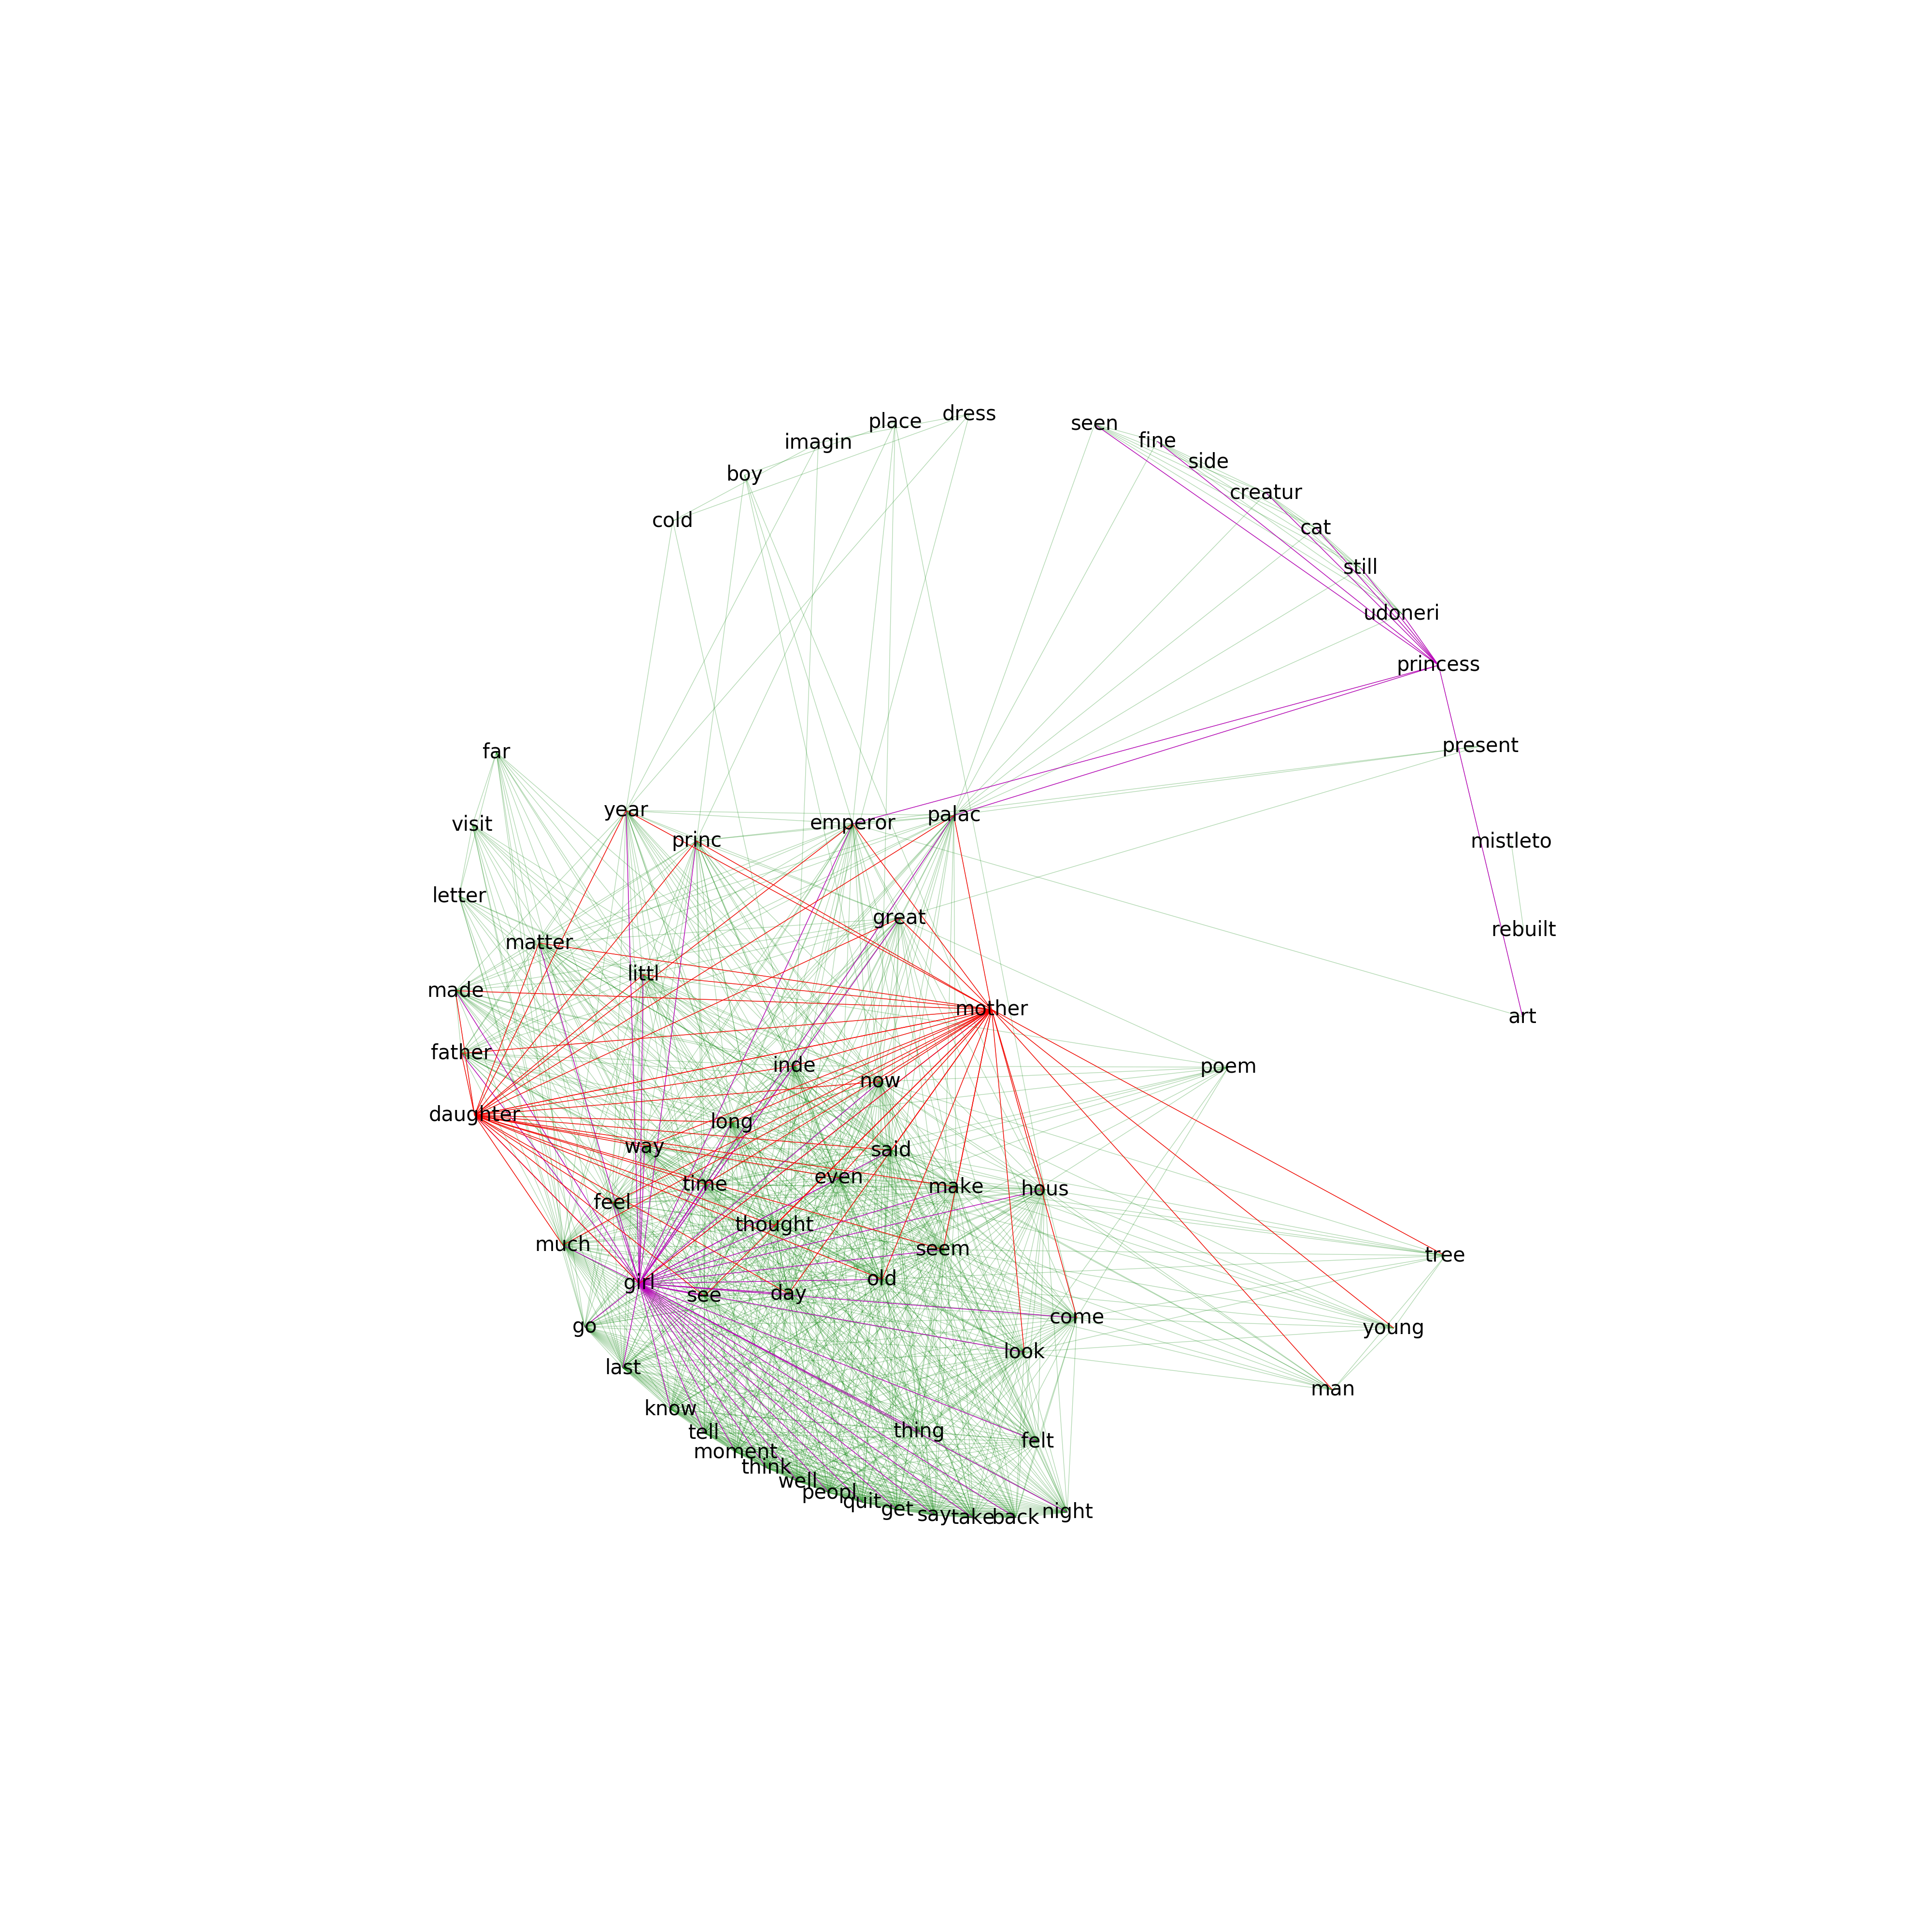 dress
place
seen
imagin
fine
side
boy
creatur
cold
cat
still
udoneri
princess
present
far
year
palac
emperor
visit
princ
mistleto
letter
great
rebuilt
matter
littl
made
mother
art
father
inde
poem
now
daughter
long
way
said
even
time
make
hous
feel
thought
much
seem
tree
old
girl
day
see
come
go
young
look
last
man
know
thing
tell
felt
moment
think
well
peopl
quit
get
night
say
take
back